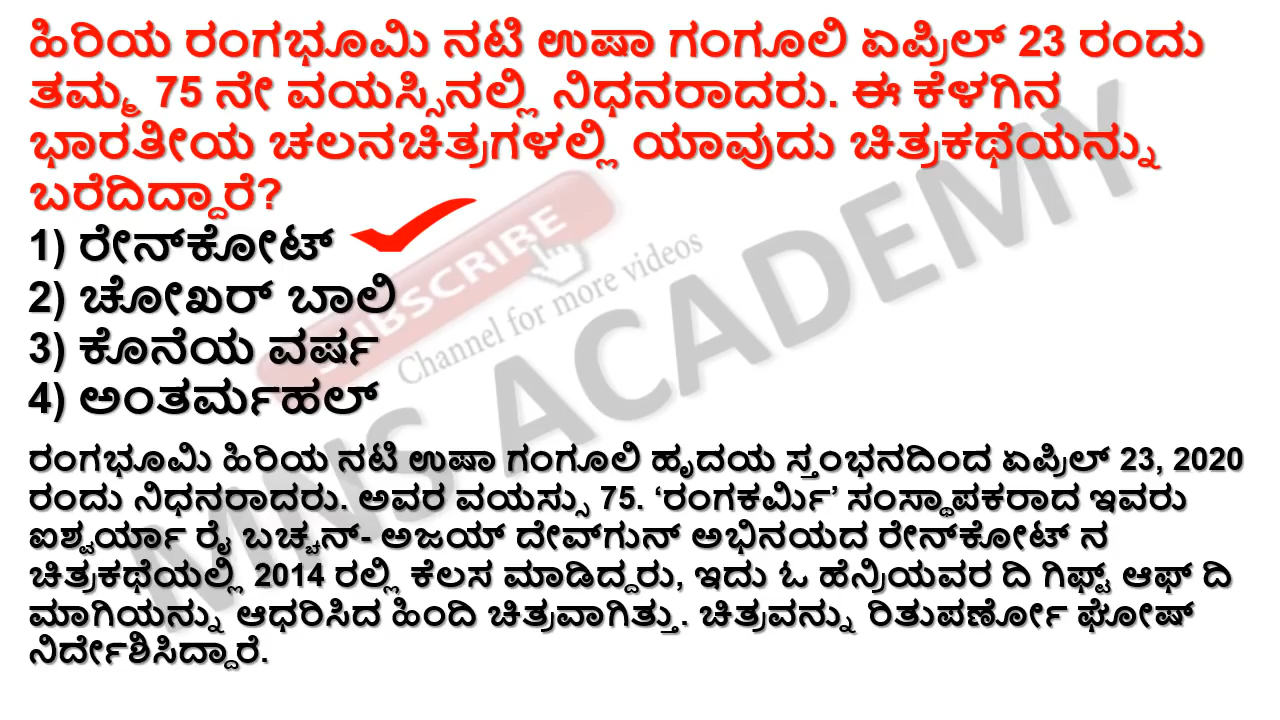 ಹಿರಿಯ ರಂಗಭೂಮಿ ನಟಿ ಉಷಾ ಗಂಗೂಲಿ ಏಪ್ರಿಲ್ 23 ರಂದು
ತಮ್ಮ 75 ನೇ ವಯಸ್ಸಿನಲ್ಲಿ ನಿಧನರಾದರು. ಈ ಕೆಳಗಿನ
ಭಾರತೀಯ ಚಲನಚಿತ್ರಗಳಲ್ಲಿ ಯಾವುದು ಚಿತ್ರಕಥೆಯನ್ನು
ಬರೆದಿದ್ದಾರೆ?
1) ರೇನ್‌ಕೋಟ್
2) ಚೋಖರ್ ಬಾಲಿ
3) ಕೊನೆಯ ವರ್ಷ
4) ಅಂತರ್ಮಹಲ್
ರಂಗಭೂಮಿ ಹಿರಿಯ ನಟಿ ಉಷಾ ಗಂಗೂಲಿ ಹೃದಯ ಸ್ತಂಭನದಿಂದ ಏಪ್ರಿಲ್ 23, 2020
ರಂದು ನಿಧನರಾದರು. ಅವರ ವಯಸ್ಸು 75. ‘ರಂಗಕರ್ಮಿ’ ಸಂಸ್ಥಾಪಕರಾದ ಇವರು
ಐಶ್ವರ್ಯಾ ರೈ ಬಚ್ಚನ್- ಅಜಯ್ ದೇವ್‌ಗುನ್ ಅಭಿನಯದ ರೇನ್‌ಕೋಟ್ ನ
ಚಿತ್ರಕಥೆಯಲ್ಲಿ 2014 ರಲ್ಲಿ ಕೆಲಸ ಮಾಡಿದ್ದರು, ಇದು ಓ ಹೆನ್ರಿಯವರ ದಿ ಗಿಫ್ಟ್ ಆಫ್ ದಿ
ಮಾಗಿಯನ್ನು ಆಧರಿಸಿದ ಹಿಂದಿ ಚಿತ್ರವಾಗಿತ್ತು. ಚಿತ್ರವನ್ನು ರಿತುಪರ್ಣೋ ಘೋಷ್
ನಿರ್ದೇಶಿಸಿದ್ದಾರೆ.
SUBSCRIBE
Channel for more videos
MNS ACADEMY